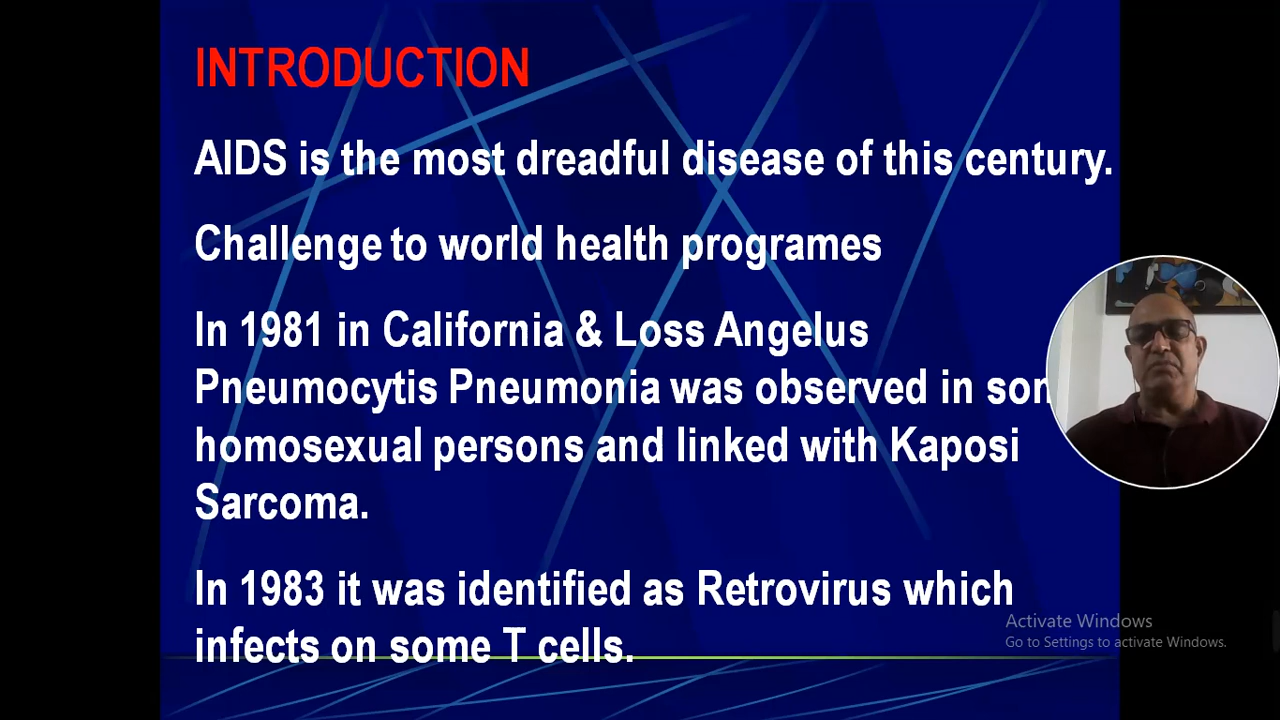 INTRODUCTION
AIDS is the most dreadful disease of this century.
Challenge to world health programes
In 1981 in California & Loss Angelus
Pneumocytis Pneumonia was observed in
homosexual persons and linked with Kaposi
Sarcoma.
In 1983 it was identified as Retrovirus which
infects on some T cells.
Activate Windows
Go to Settings to activate Windows.